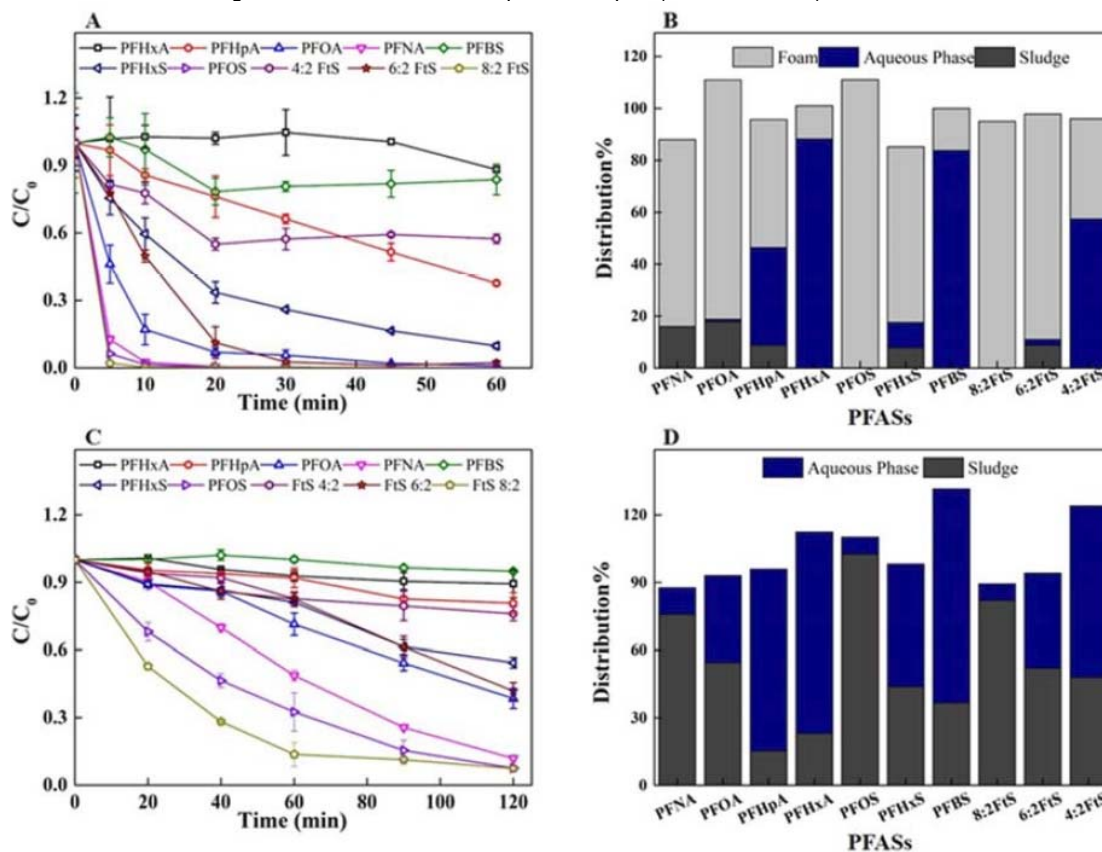 A
PFHxA PFHpA PFOA PFNA PFBS
PFHxS PFOS 4:2 FtS 6:2 FtS 8:2 FtS
C/C0
1.2
0.9
0.6
0.3
0.0
0 10 20 30 40 50 60
Time (min)
B
Foam Aqueous Phase Sludge
Distribution%
120
100
80
60
40
20
0
PFNA PFOA PFHpA PFHxA PFOS PFHxS PFBS 8:2FtS 6:2FtS 4:2FtS
PFASs
C
PFHxA PFHpA PFOA PFNA PFBS
PFHxS PFOS FtS 4:2 FtS 6:2 FtS 8:2
C/C0
1.2
0.9
0.6
0.3
0.0
0 20 40 60 80 100 120
Time (min)
D
Aqueous Phase Sludge
Distribution%
120
90
60
30
0
PFNA PFOA PFHpA PFHxA PFOS PFHxS PFBS 8:2FtS 6:2FtS 4:2FtS
PFASs